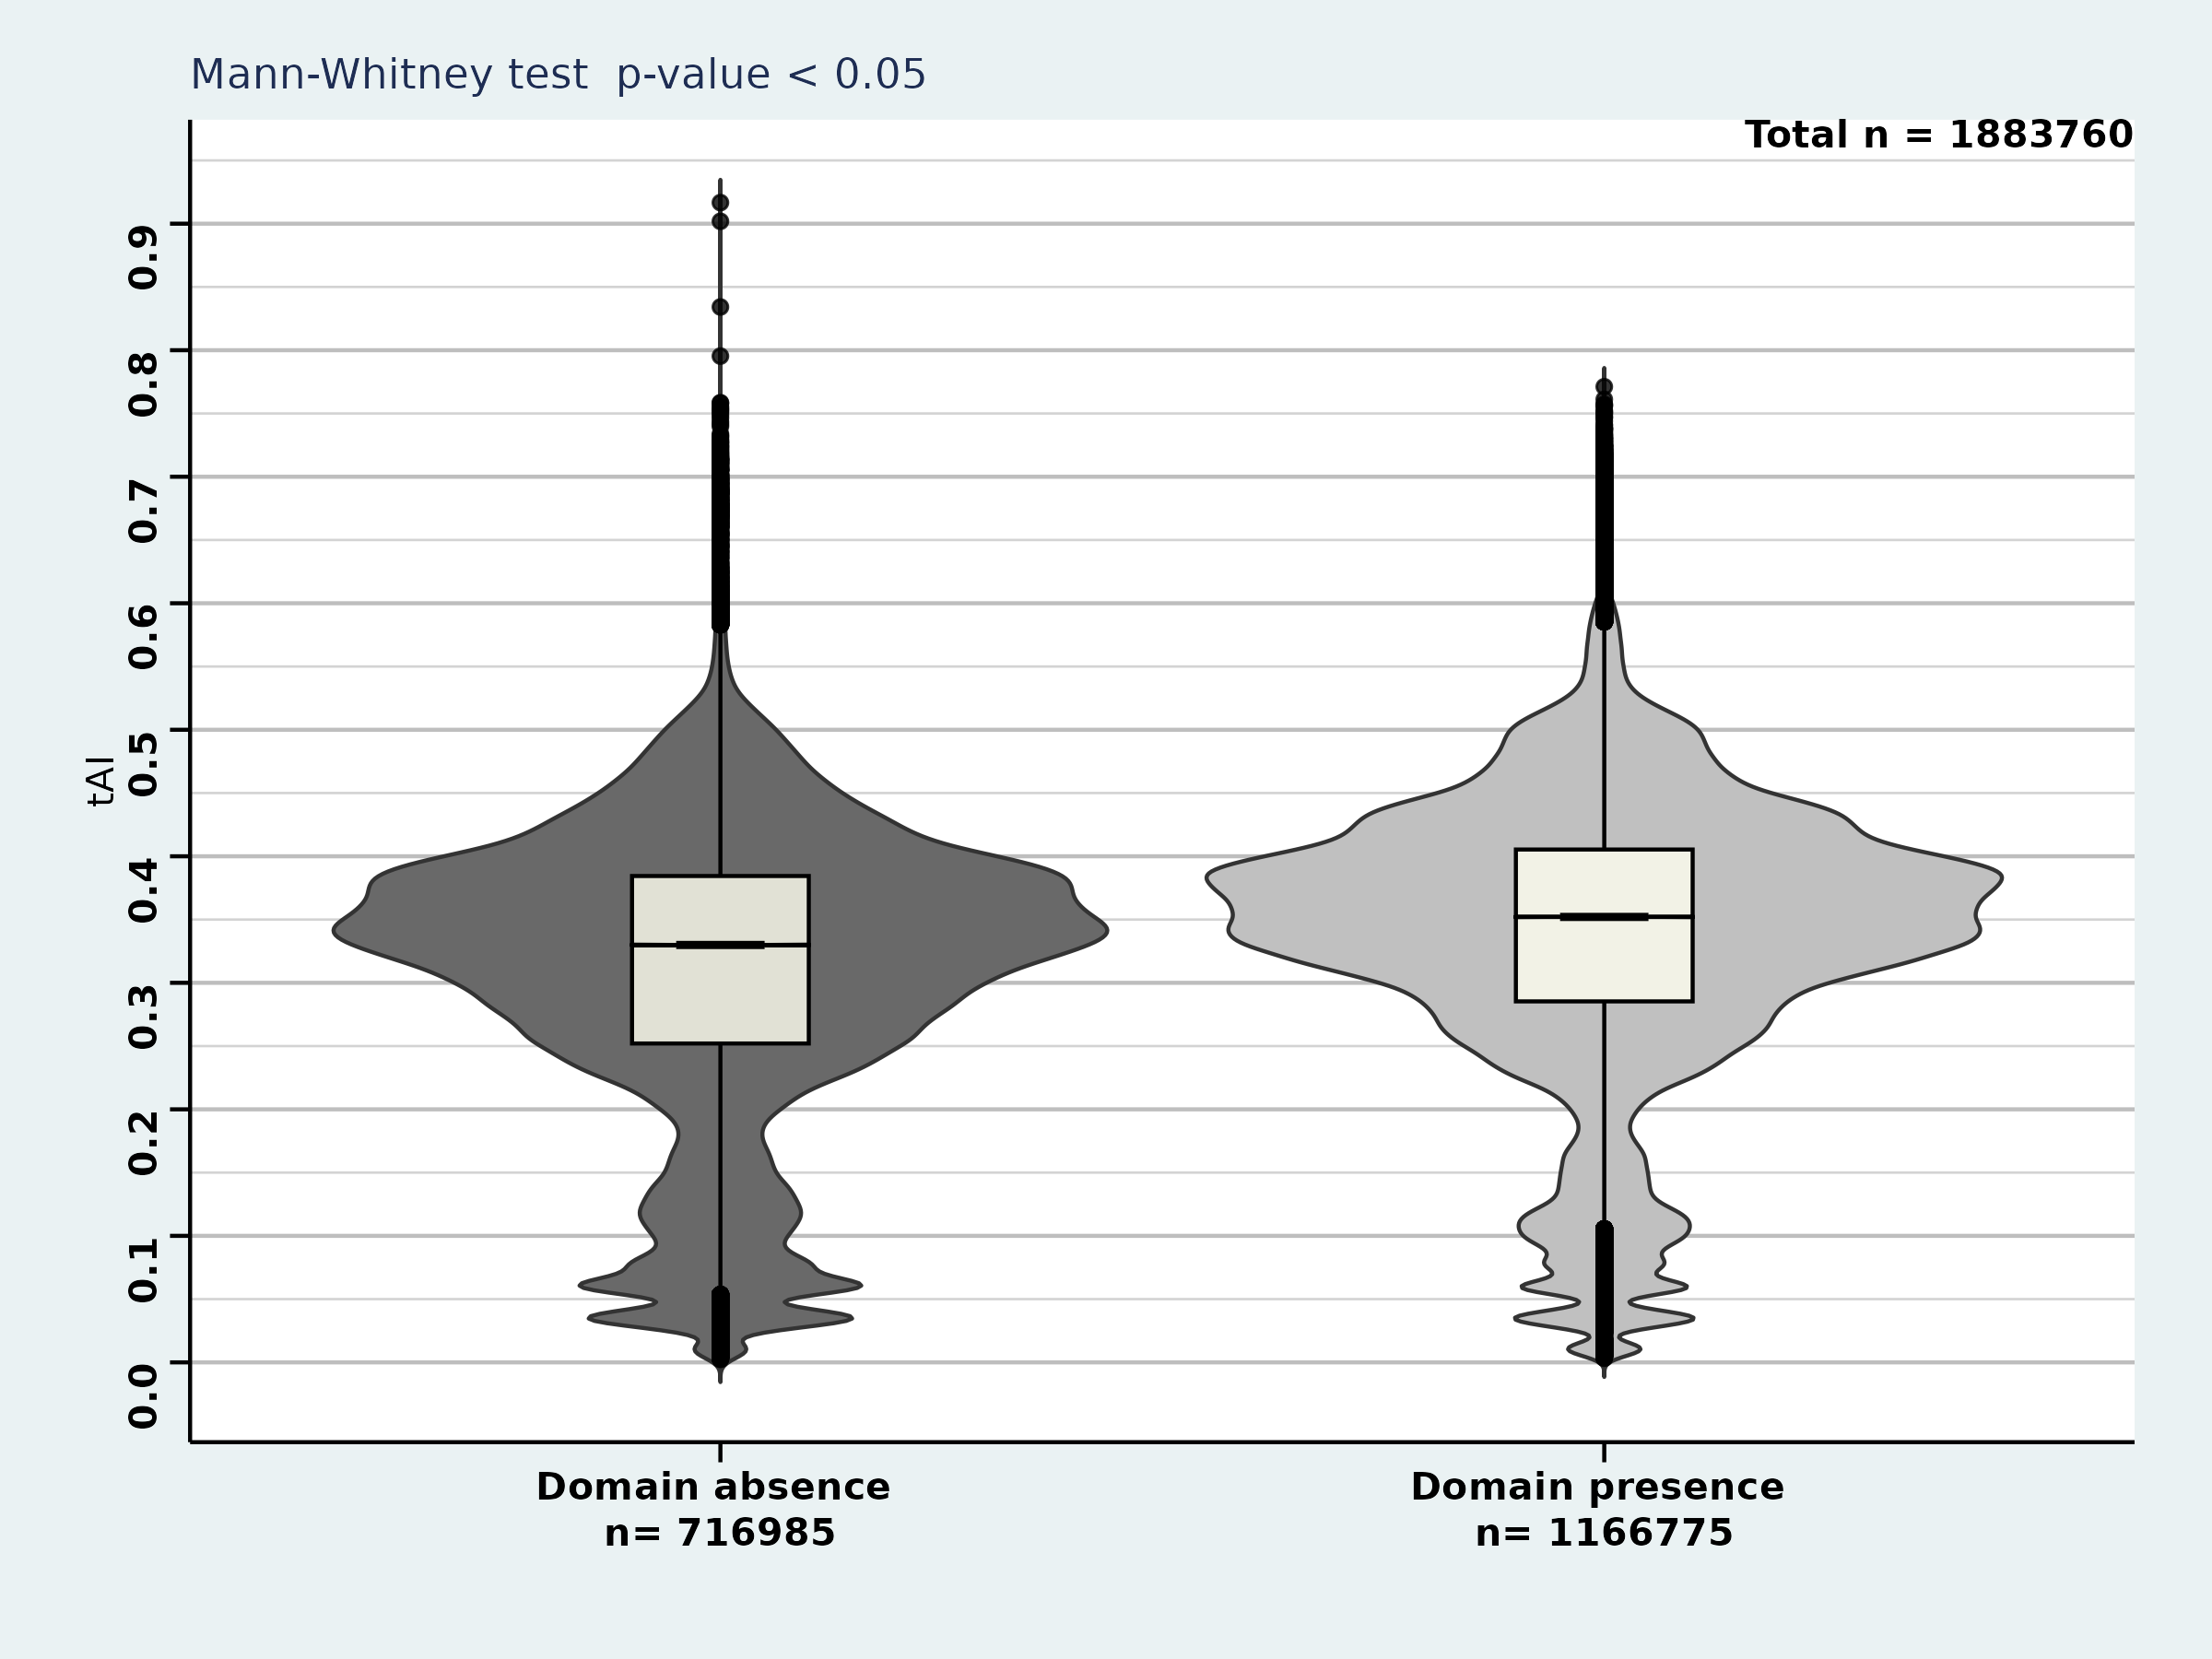 Mann-Whitney test  p-value < 0.05
Total n = 1883760
tAI
0.9
0.8
0.7
0.6
0.5
0.4
0.3
0.2
0.1
0.0
Domain absence
n= 716985
Domain presence
n= 1166775